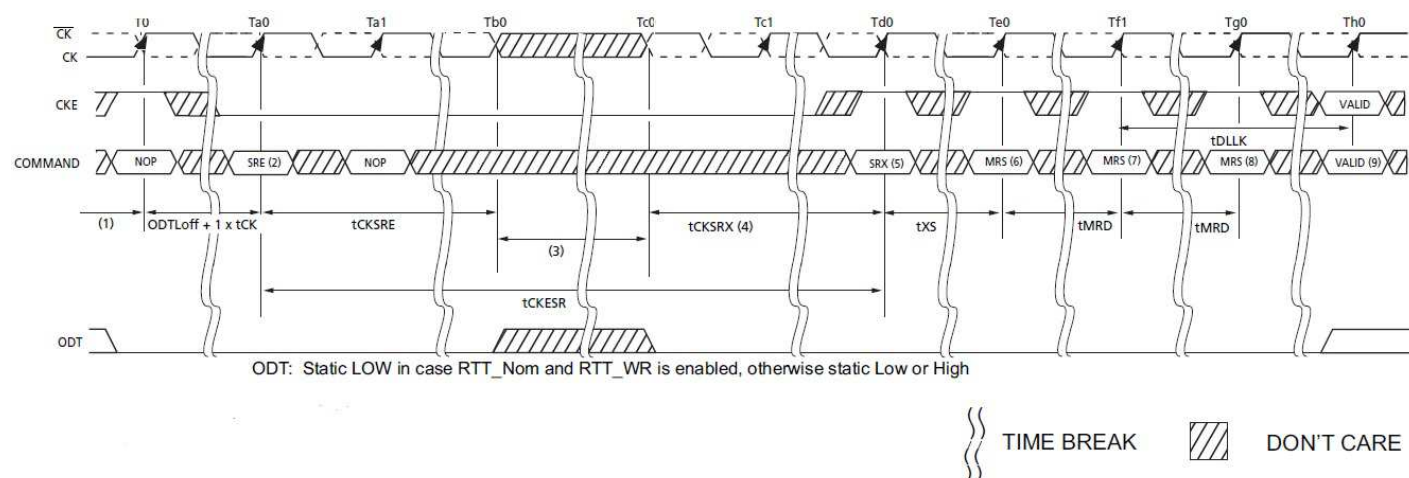 T0 Ta0 Ta1 Tb0 Tc0 Tc1 Td0 Te0 Tf1 Tg0 Th0
CK
CK
CKE VALID
tDLLK
COMMAND NOP SRE (2) NOP SRX (5) MRS (6) MRS (7) MRS (8) VALID (9)
(1) ODTLoff + 1 x tCK tCKSRE tCKSRX (4) tXS tMRD tMRD
(3)
tCKESR
ODT
ODT: Static LOW in case RTT_Nom and RTT_WR is enabled, otherwise static Low or High
TIME BREAK DON'T CARE